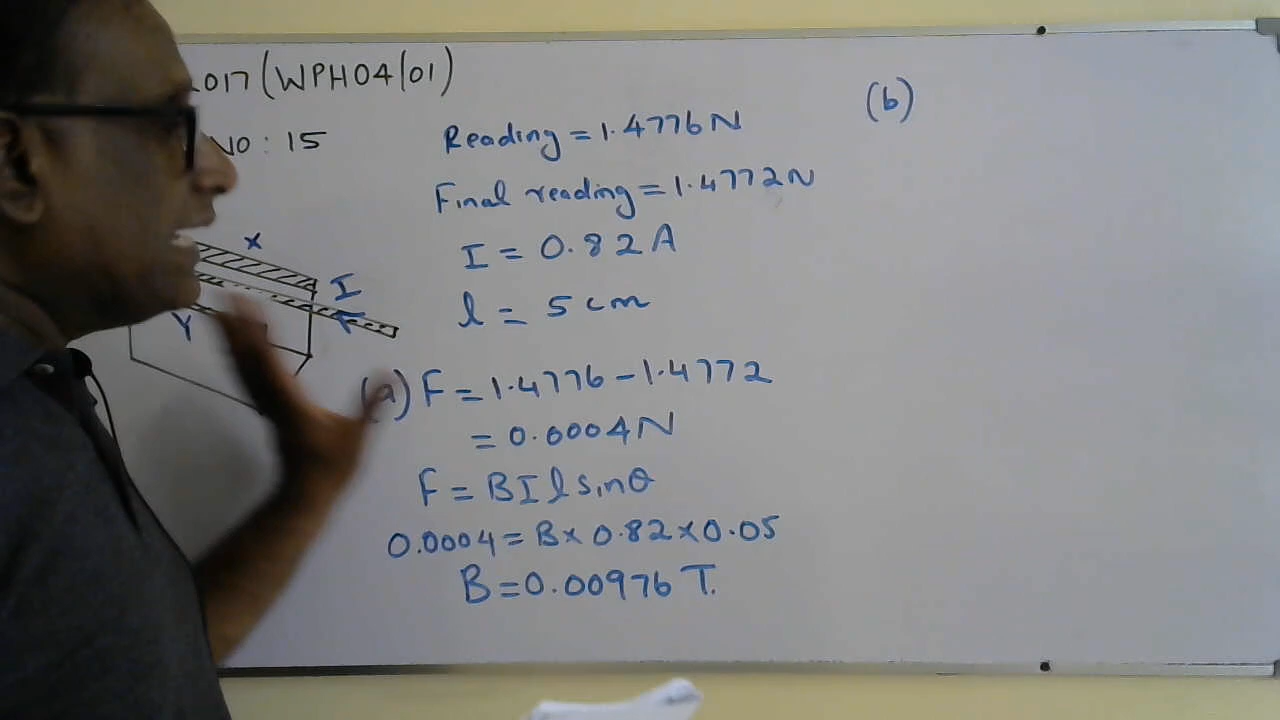 2017 (WPH04/01)
NO : 15
X
I
Y
Reading = 1.4776 N
Final reading = 1.4772 N
I = 0.82 A
l = 5 cm
(a) F = 1.4776 - 1.4772
= 0.0004 N
F = BIl sinθ
0.0004 = B × 0.82 × 0.05
B = 0.00976 T.
(b)